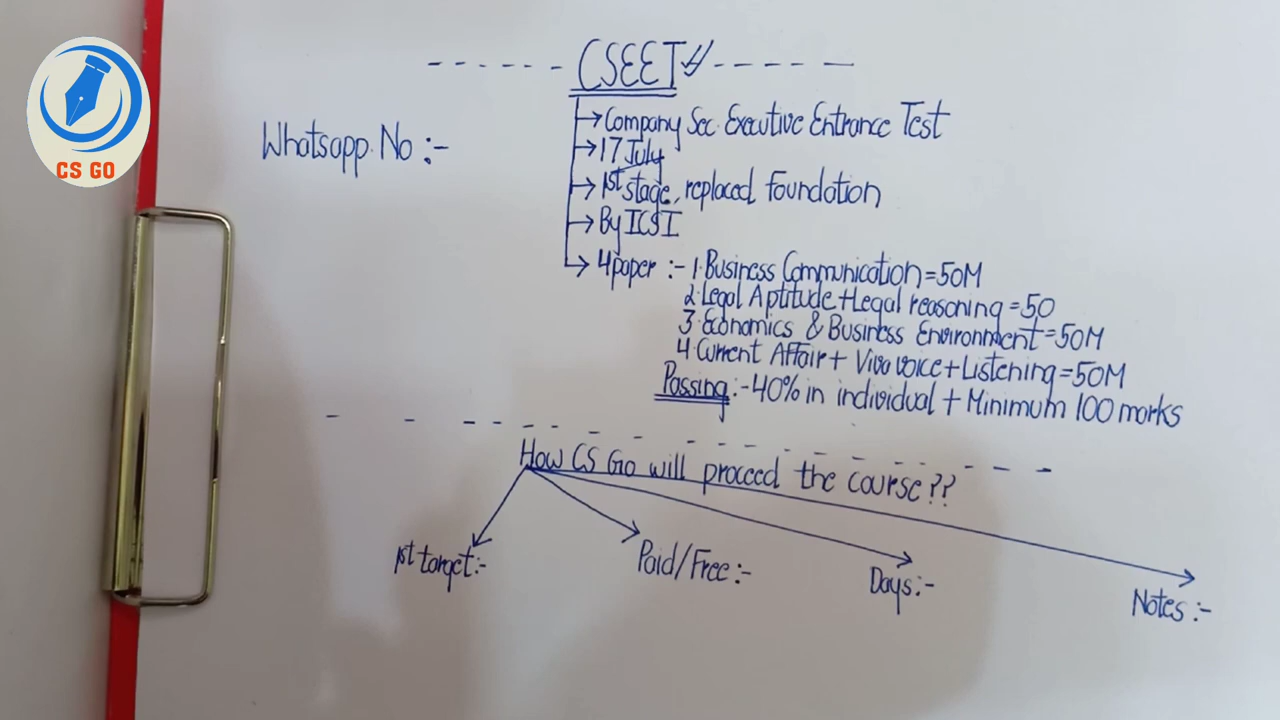 CS GO
CSEET
Whatsapp No :-
Company Sec. Executive Entrance Test
17 July
1st stage, replaced Foundation
By ICSI
4 paper :- 1. Business Communication = 50M
2. Legal Aptitude + Legal reasoning = 50
3. Economics & Business Environment = 50M
4. Current Affair + Viva voice + Listening = 50M
Passing :- 40% in individual + Minimum 100 marks
How CS Go will proceed the course ??
1st target :-
Paid/Free :-
Days :-
Notes :-